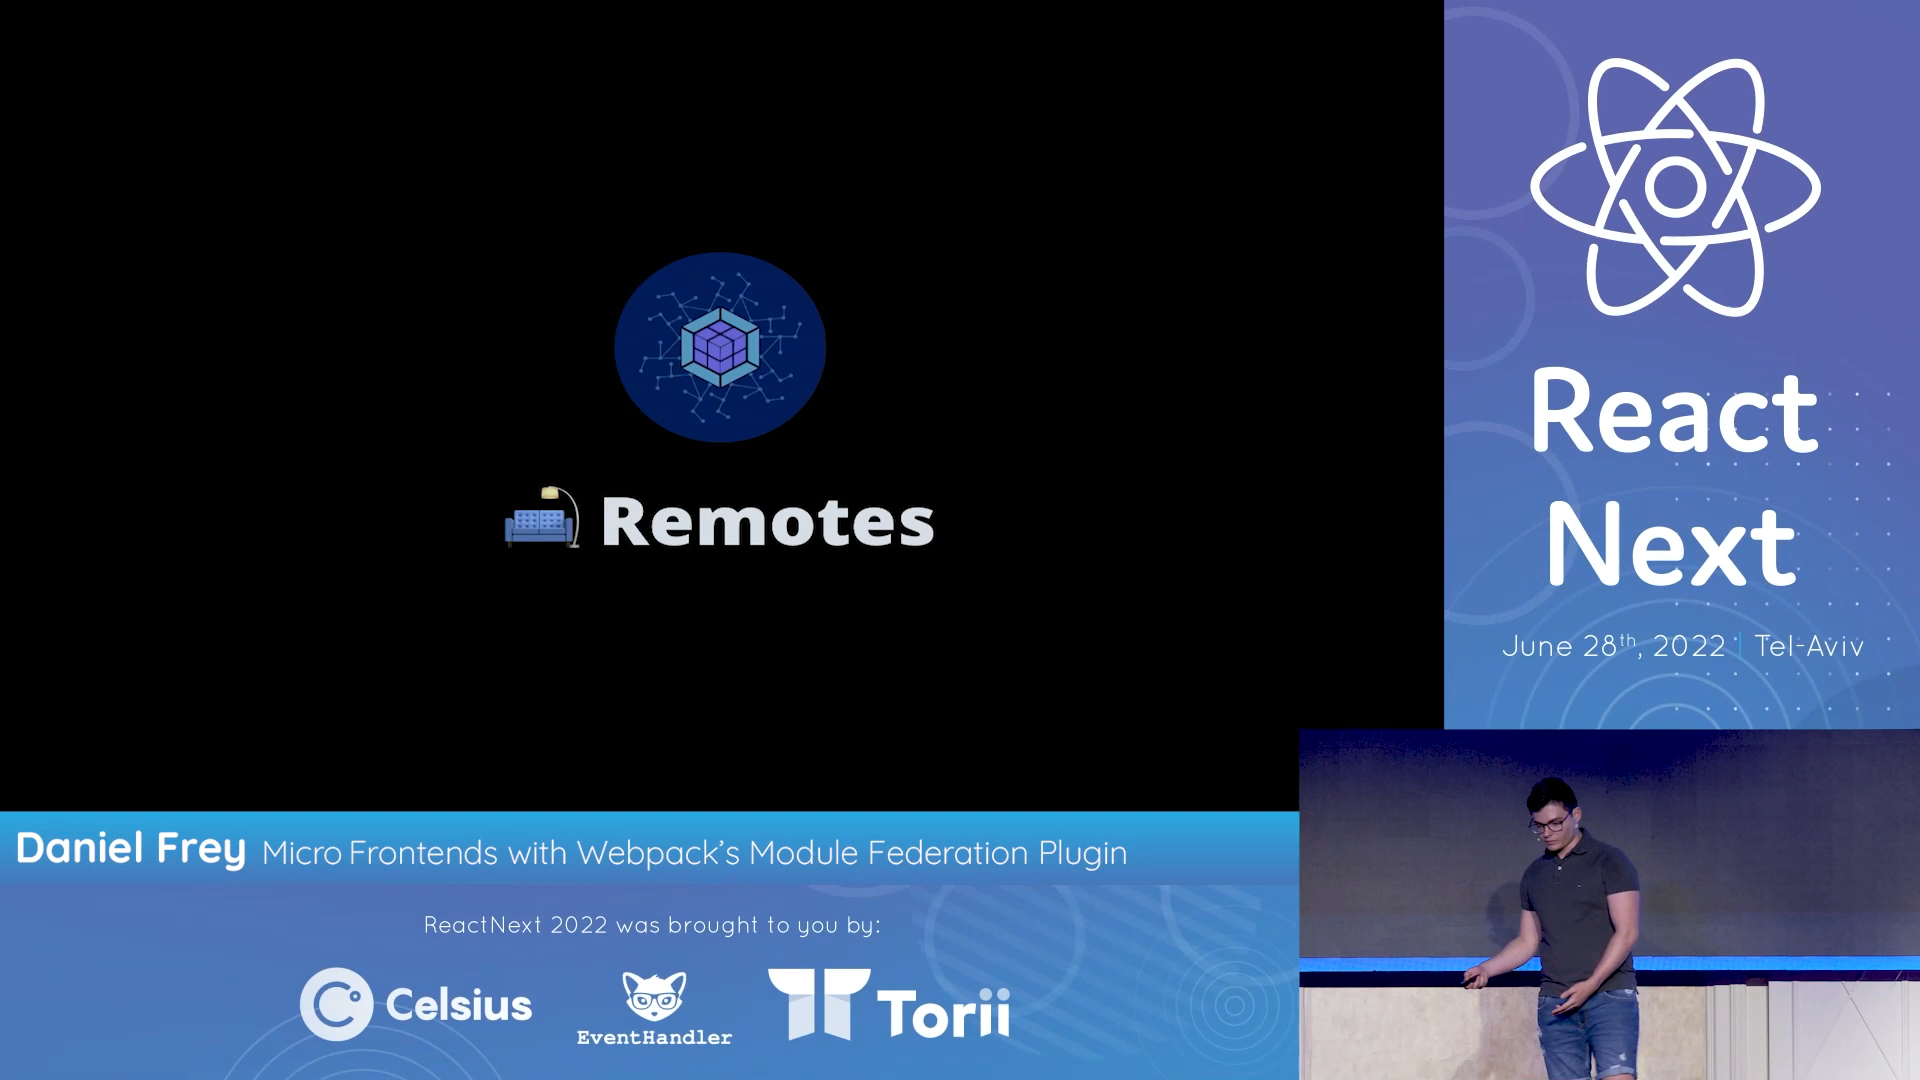 Remotes
React
Next
June 28th, 2022 | Tel-Aviv
Daniel Frey Micro Frontends with Webpack’s Module Federation Plugin
ReactNext 2022 was brought to you by:
Celsius
EventHandler
Torii